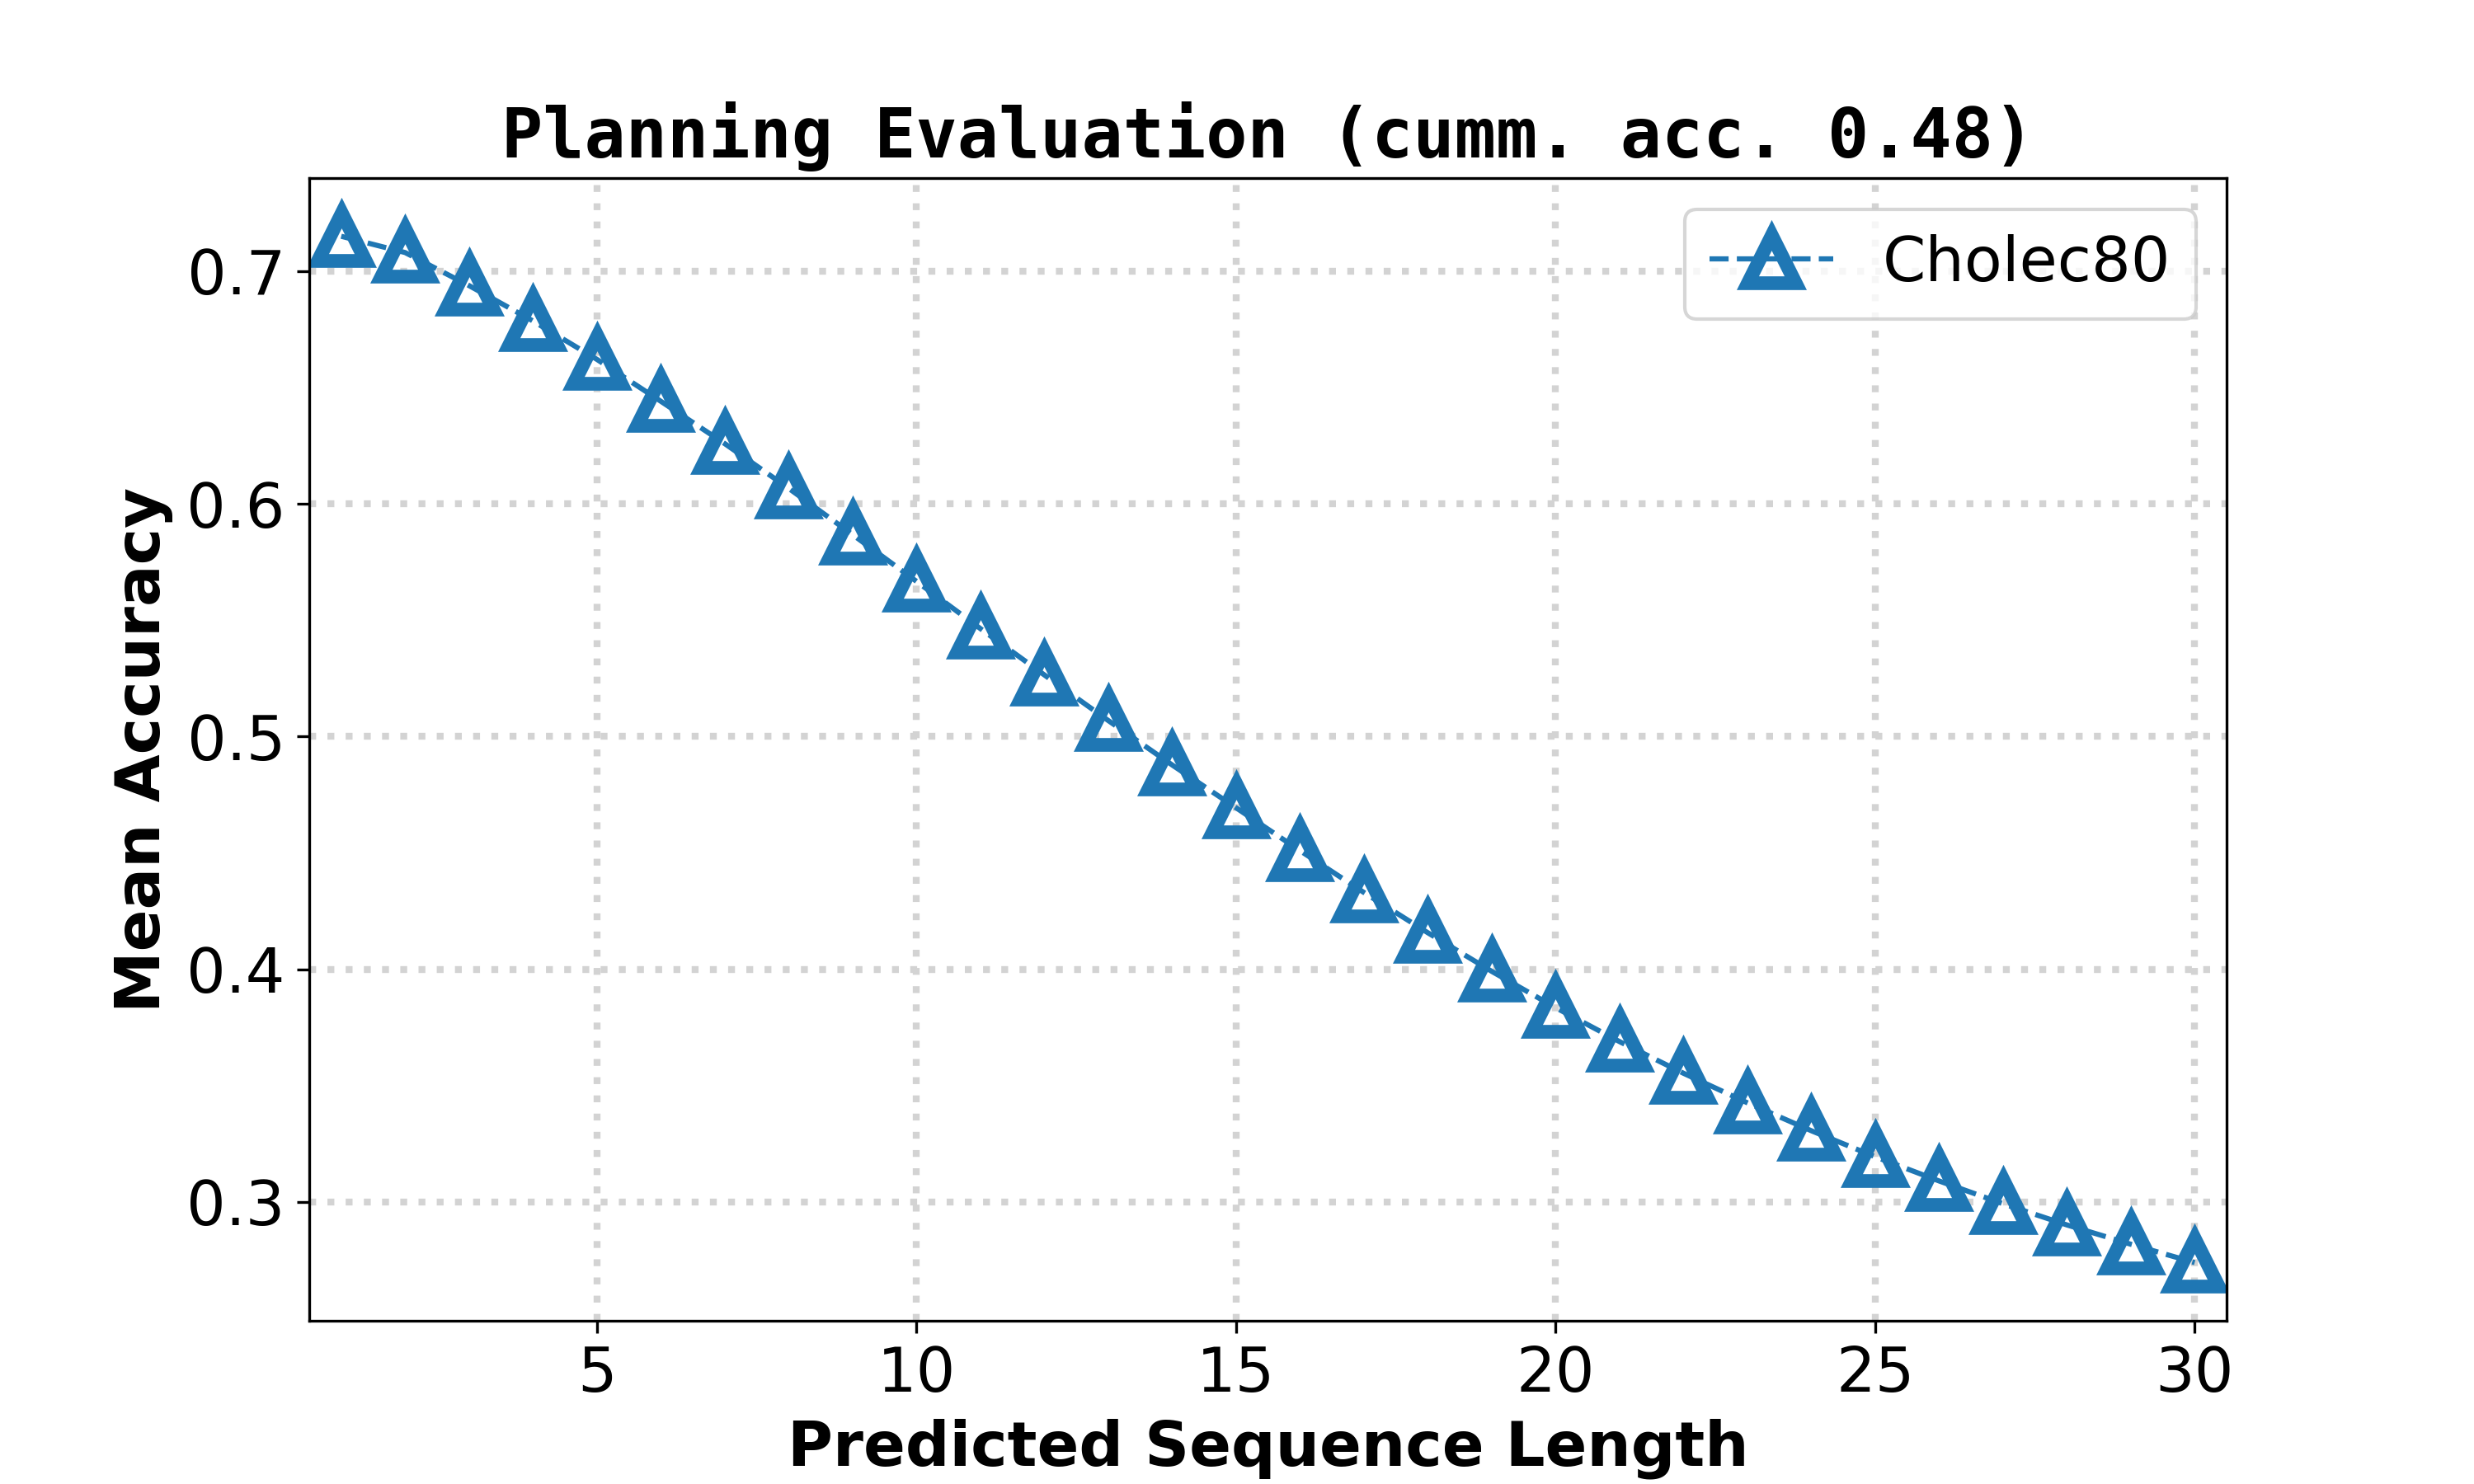 Planning Evaluation (cumm. acc. 0.48)
Cholec80
Mean Accuracy
0.7
0.6
0.5
0.4
0.3
5 10 15 20 25 30
Predicted Sequence Length